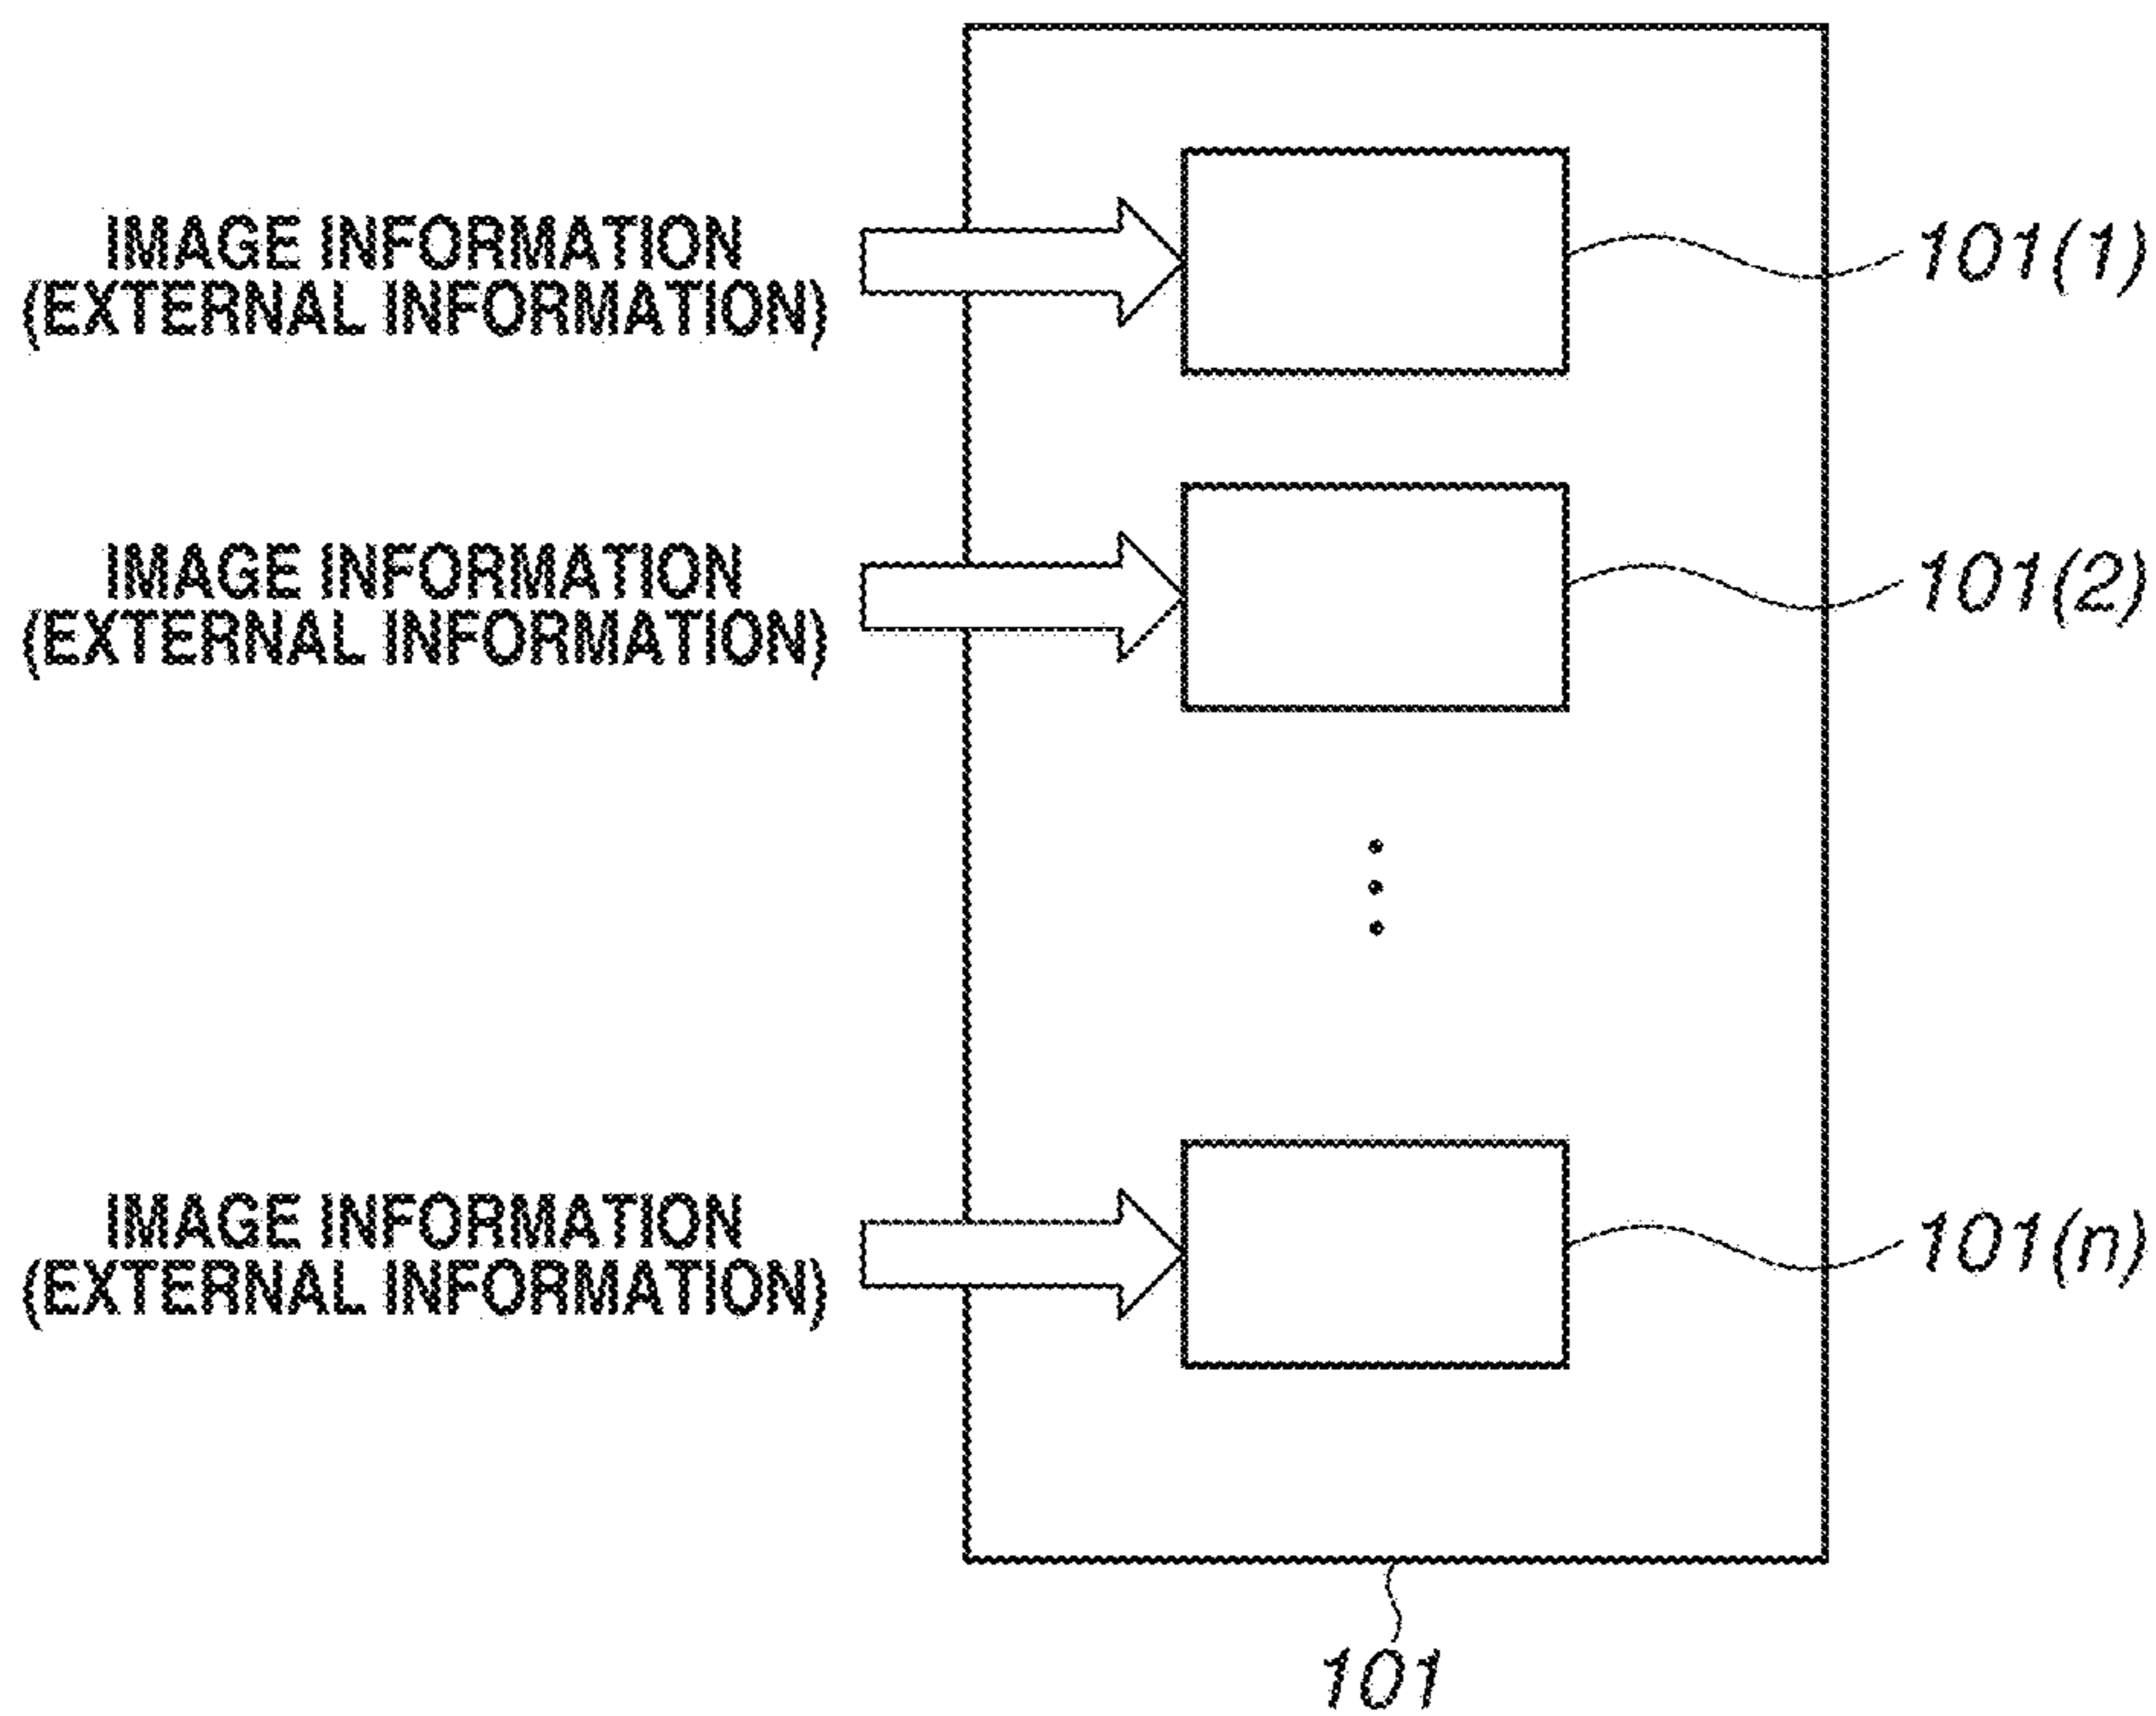 IMAGE INFORMATION
(EXTERNAL INFORMATION)
101(1)
IMAGE INFORMATION
(EXTERNAL INFORMATION)
101(2)
IMAGE INFORMATION
(EXTERNAL INFORMATION)
101(n)
101